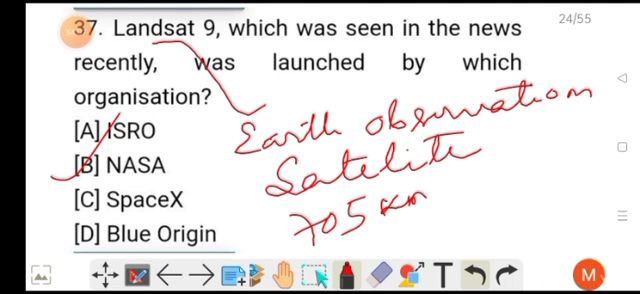 24/55
37. Landsat 9, which was seen in the news
recently, was launched by which
organisation?
[A] ISRO
[B] NASA
[C] SpaceX
[D] Blue Origin
Earth observation
Satelite
705 km
T
M